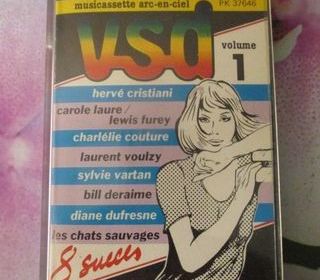 musicassette arc-en-ciel PK 37646
vsd
volume
1
hervé cristiani
carole laure /
lewis furey
charlélie couture
laurent voulzy
sylvie vartan
bill deraime
diane dufresne
les chats sauvages
8 succès